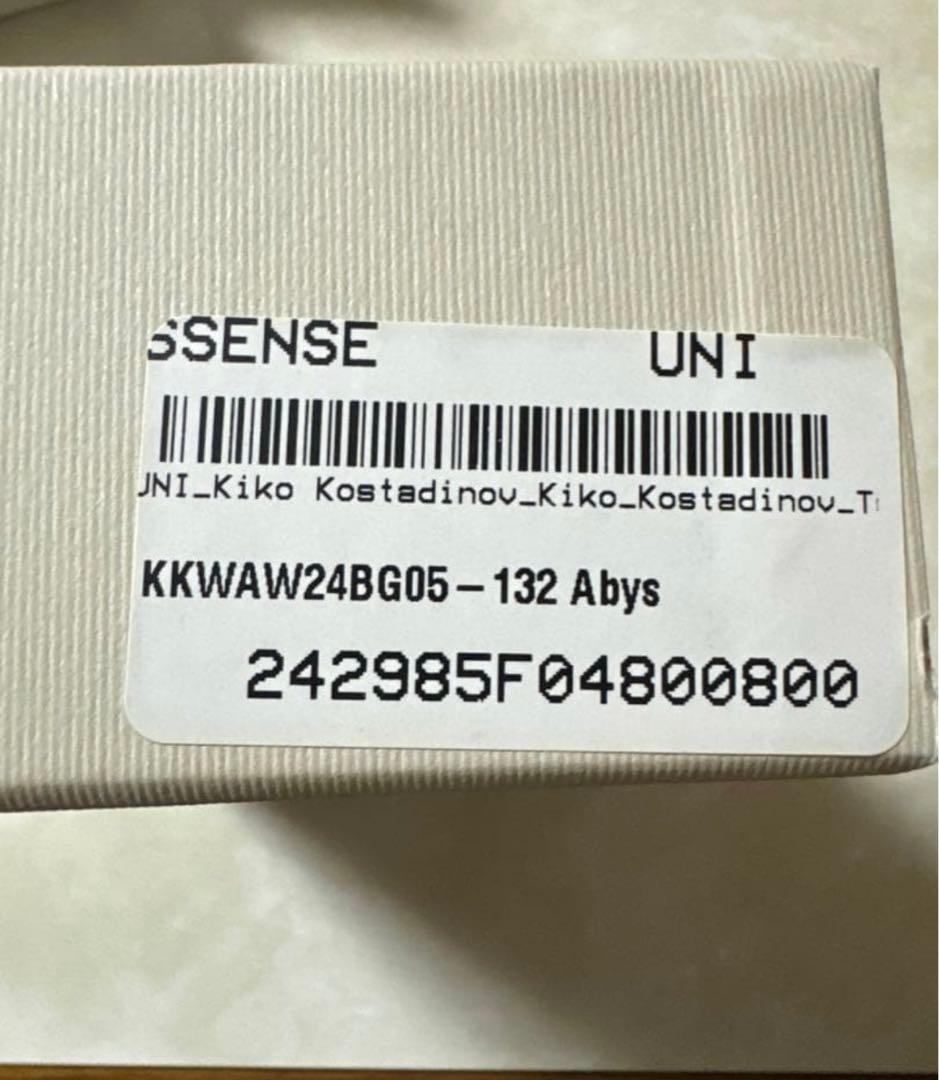 SSENSE UNI
UNI_Kiko Kostadinov_Kiko_Kostadinov_T
KKWAW24BG05-132 Abys
242985F04800800